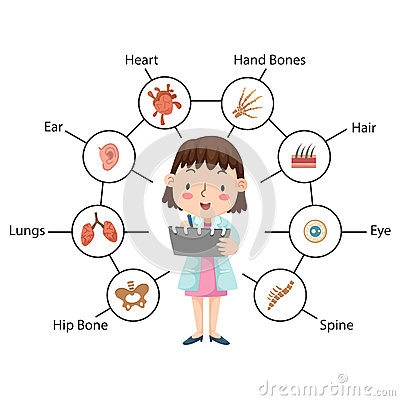 Heart
Hand Bones
Ear
Hair
Lungs
Eye
Hip Bone
Spine
dreamstime.com